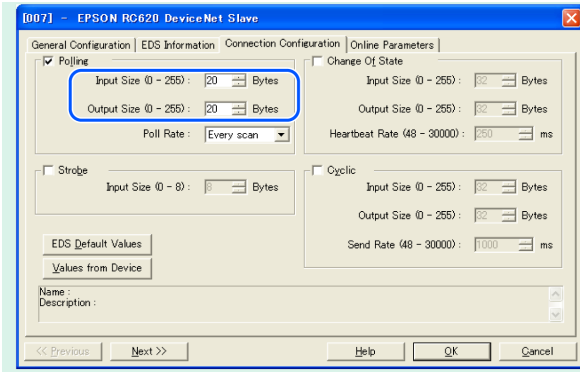 [007] - EPSON RC620 DeviceNet Slave
General Configuration EDS Information Connection Configuration Online Parameters
Polling
Input Size (0 - 255) : 20 Bytes
Output Size (0 - 255) : 20 Bytes
Poll Rate : Every scan
Change Of State
Input Size (0 - 255) : 32 Bytes
Output Size (0 - 255) : 32 Bytes
Heartbeat Rate (48 - 30000) : 250 ms
Strobe
Input Size (0 - 8) : 8 Bytes
Cyclic
Input Size (0 - 255) : 32 Bytes
Output Size (0 - 255) : 32 Bytes
Send Rate (48 - 30000) : 1000 ms
EDS Default Values
Values from Device
Name :
Description :
<< Previous Next >> Help OK Cancel